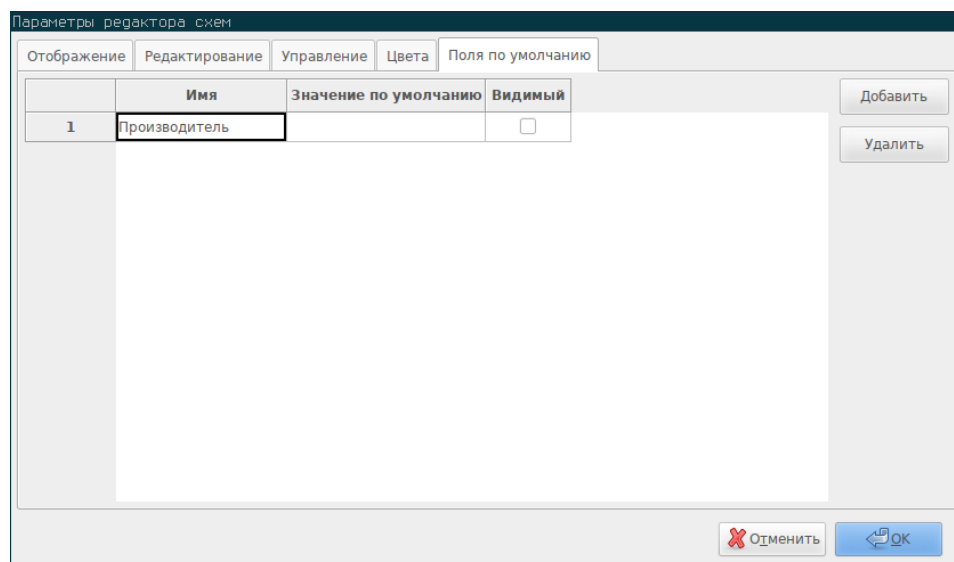 Параметры редактора схем
Отображение Редактирование Управление Цвета Поля по умолчанию
Имя Значение по умолчанию Видимый
Добавить
1 Производитель
Удалить
Отменить OK